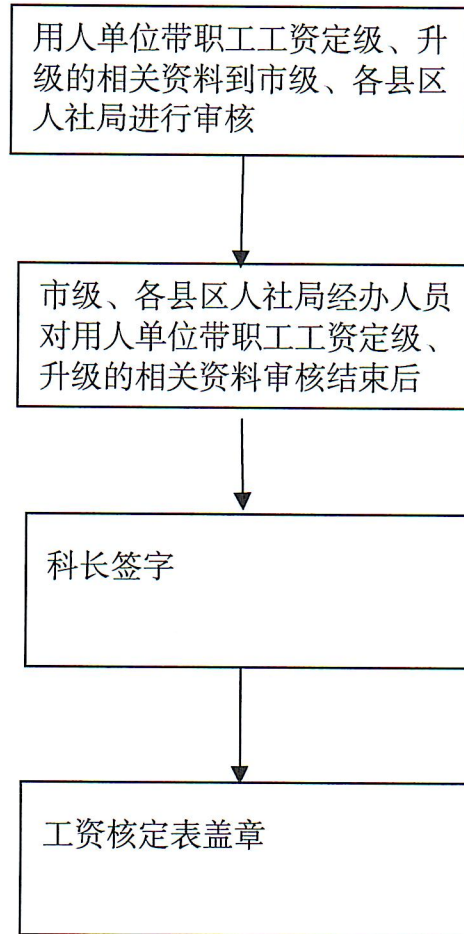 用人单位带职工工资定级、升
级的相关资料到市级、各县区
人社局进行审核
市级、各县区人社局经办人员
对用人单位带职工工资定级、
升级的相关资料审核结束后
科长签字
工资核定表盖章